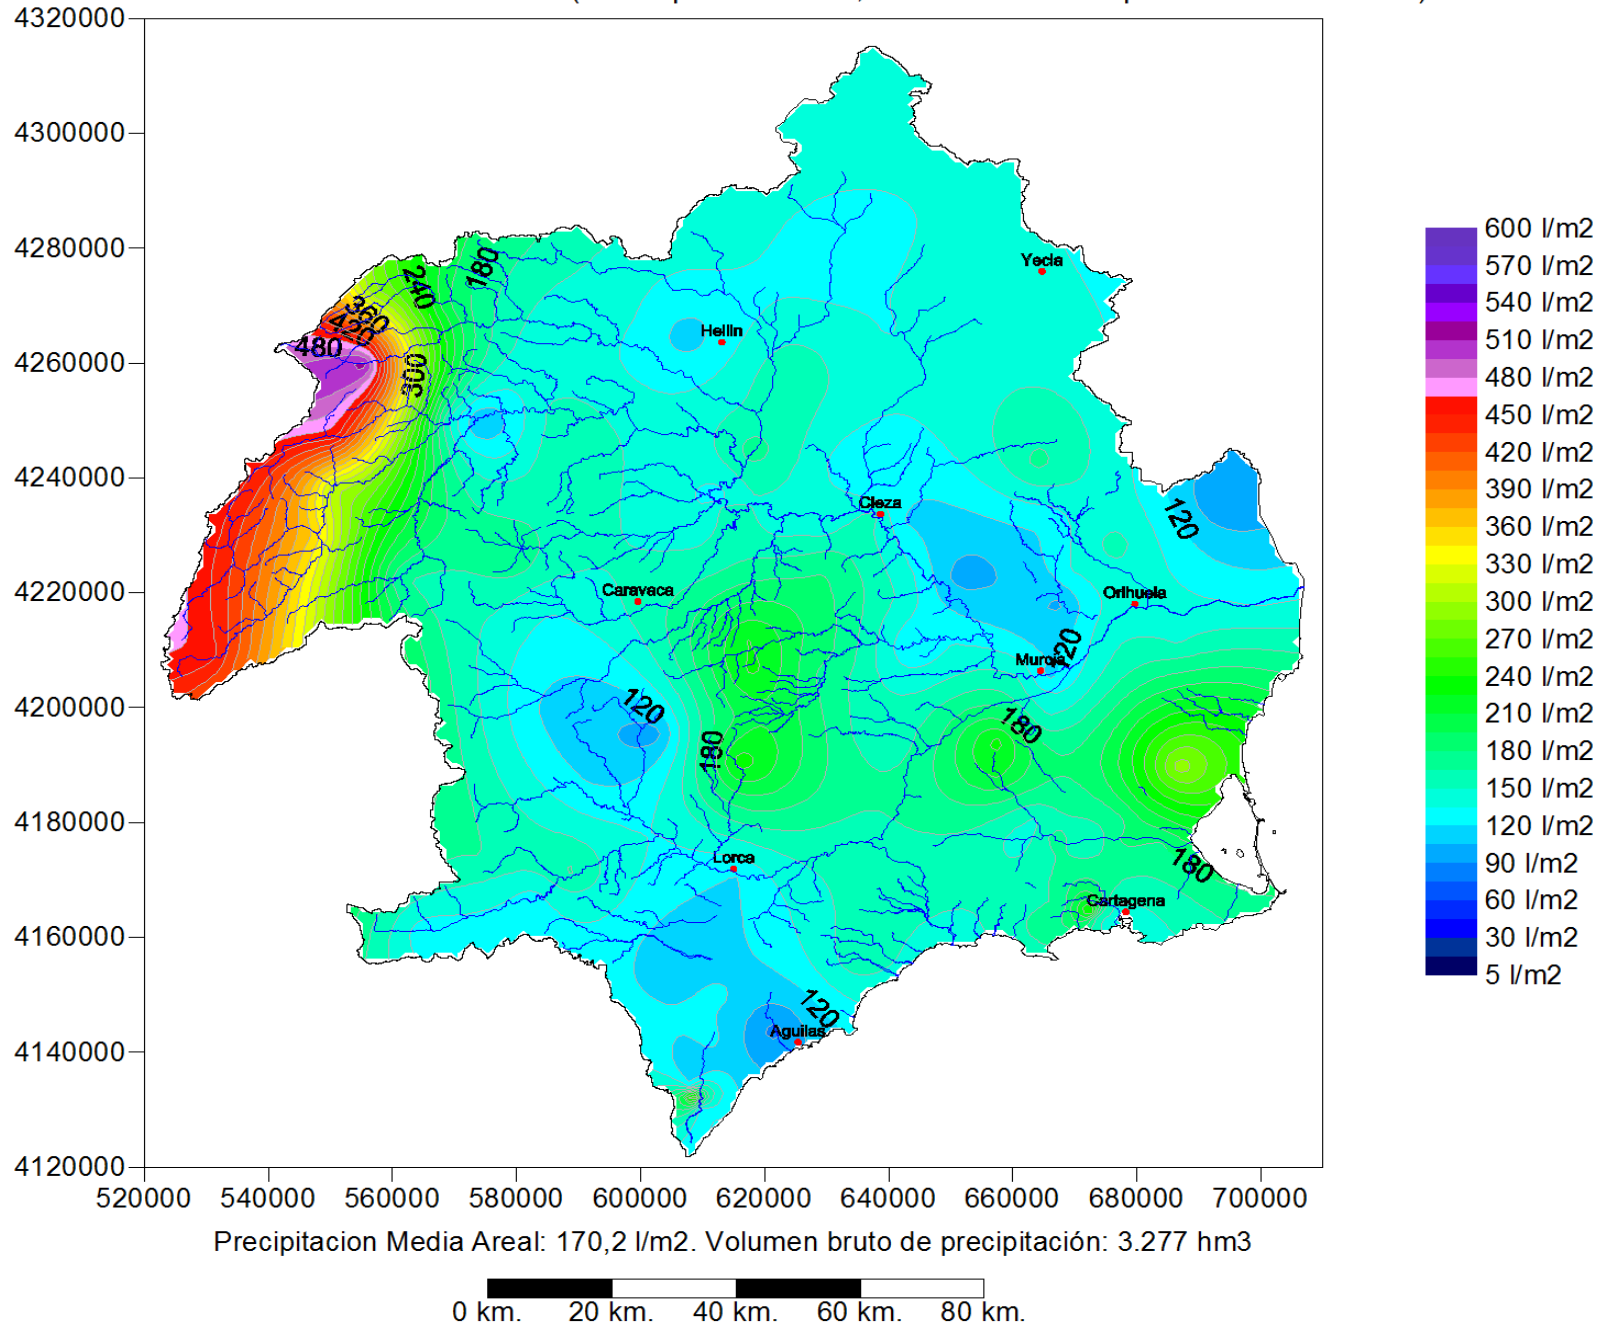 4320000
4300000
4280000
4260000
4240000
4220000
4200000
4180000
4160000
4140000
4120000
520000 540000 560000 580000 600000 620000 640000 660000 680000 700000
240
180
360
420
480
300
Yecla
Hellin
Cieza
120
Caravaca
Orihuela
120
Murcia
120
180
180
Lorca
180
Cartagena
120
Aguilas
600 l/m2
570 l/m2
540 l/m2
510 l/m2
480 l/m2
450 l/m2
420 l/m2
390 l/m2
360 l/m2
330 l/m2
300 l/m2
270 l/m2
240 l/m2
210 l/m2
180 l/m2
150 l/m2
120 l/m2
90 l/m2
60 l/m2
30 l/m2
5 l/m2
Precipitacion Media Areal: 170,2 l/m2. Volumen bruto de precipitación: 3.277 hm3
0 km. 20 km. 40 km. 60 km. 80 km.